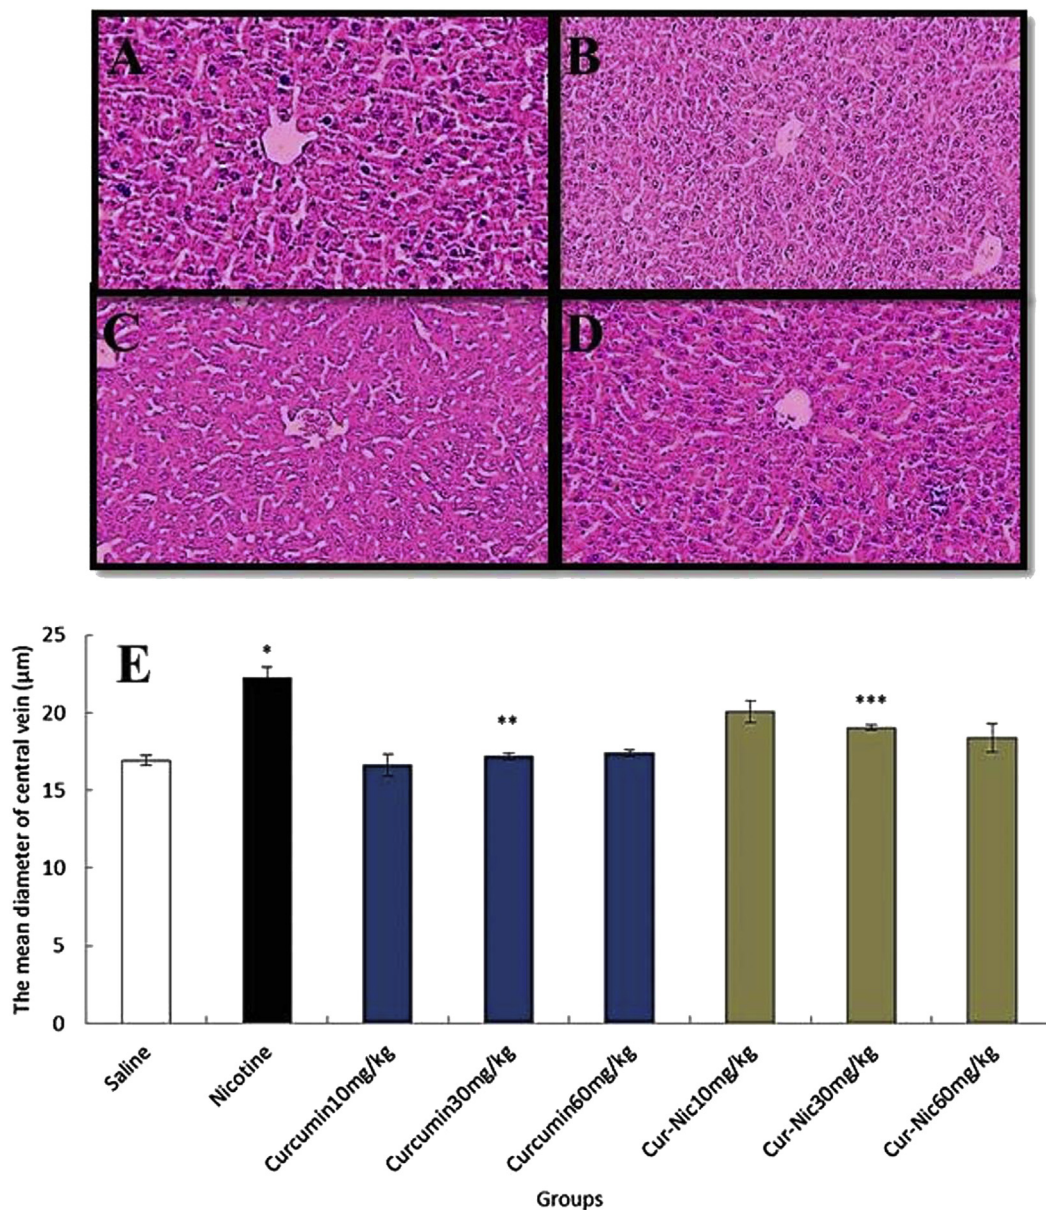 A
B
C
D
E
The mean diameter of central vein (µm)
25
20
15
10
5
0
*
**
***
Saline
Nicotine
Curcumin10mg/kg
Curcumin30mg/kg
Curcumin60mg/kg
Cur-Nic10mg/kg
Cur-Nic30mg/kg
Cur-Nic60mg/kg
Groups